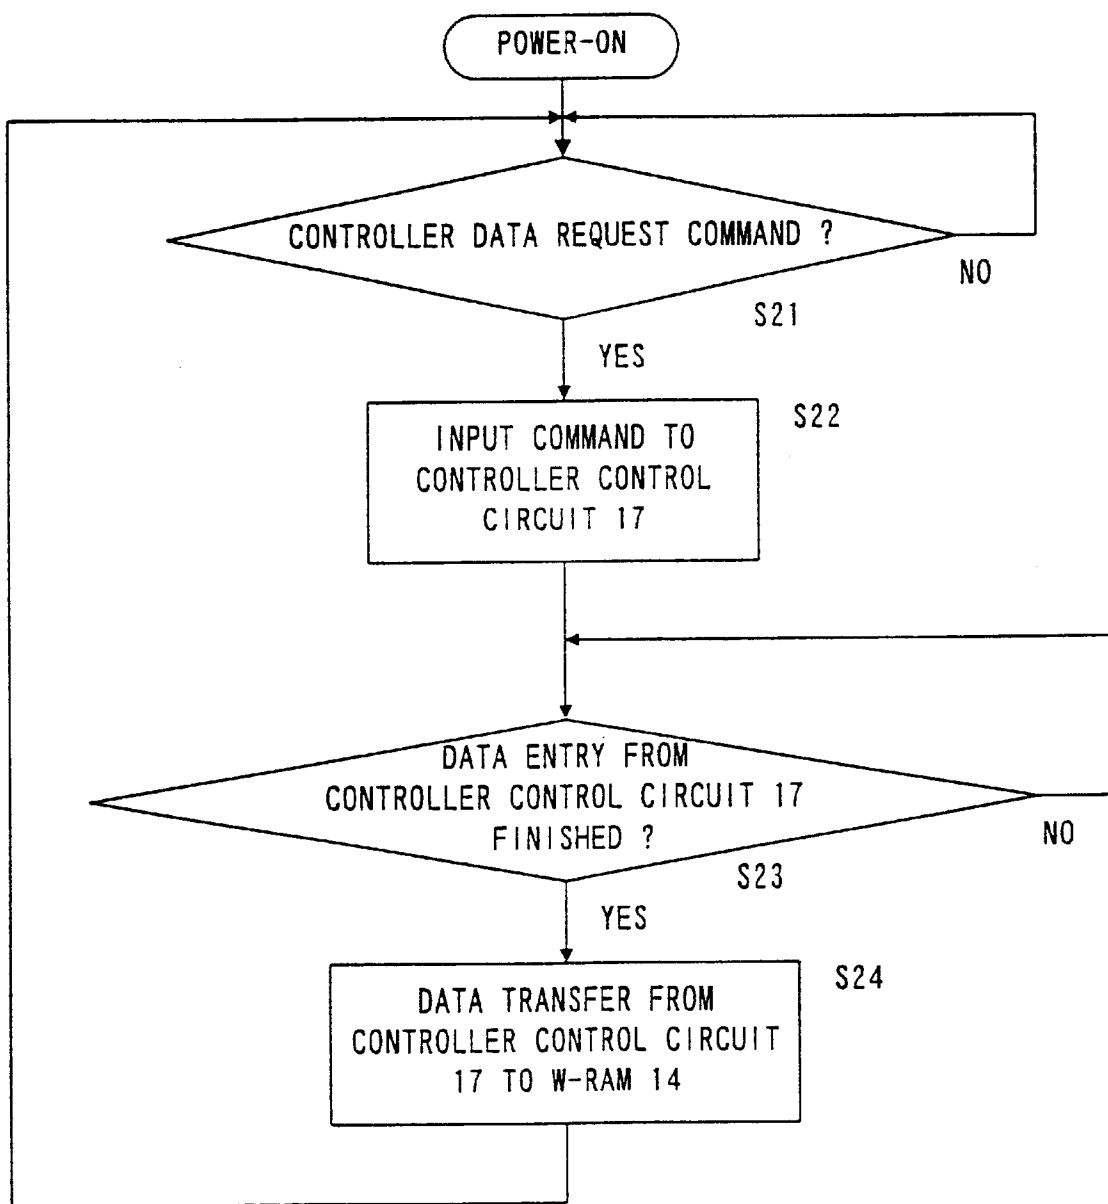 POWER-ON
CONTROLLER DATA REQUEST COMMAND ?
NO
S21
YES
S22
INPUT COMMAND TO
CONTROLLER CONTROL
CIRCUIT 17
DATA ENTRY FROM
CONTROLLER CONTROL CIRCUIT 17
FINISHED ?
NO
S23
YES
S24
DATA TRANSFER FROM
CONTROLLER CONTROL CIRCUIT
17 TO W-RAM 14